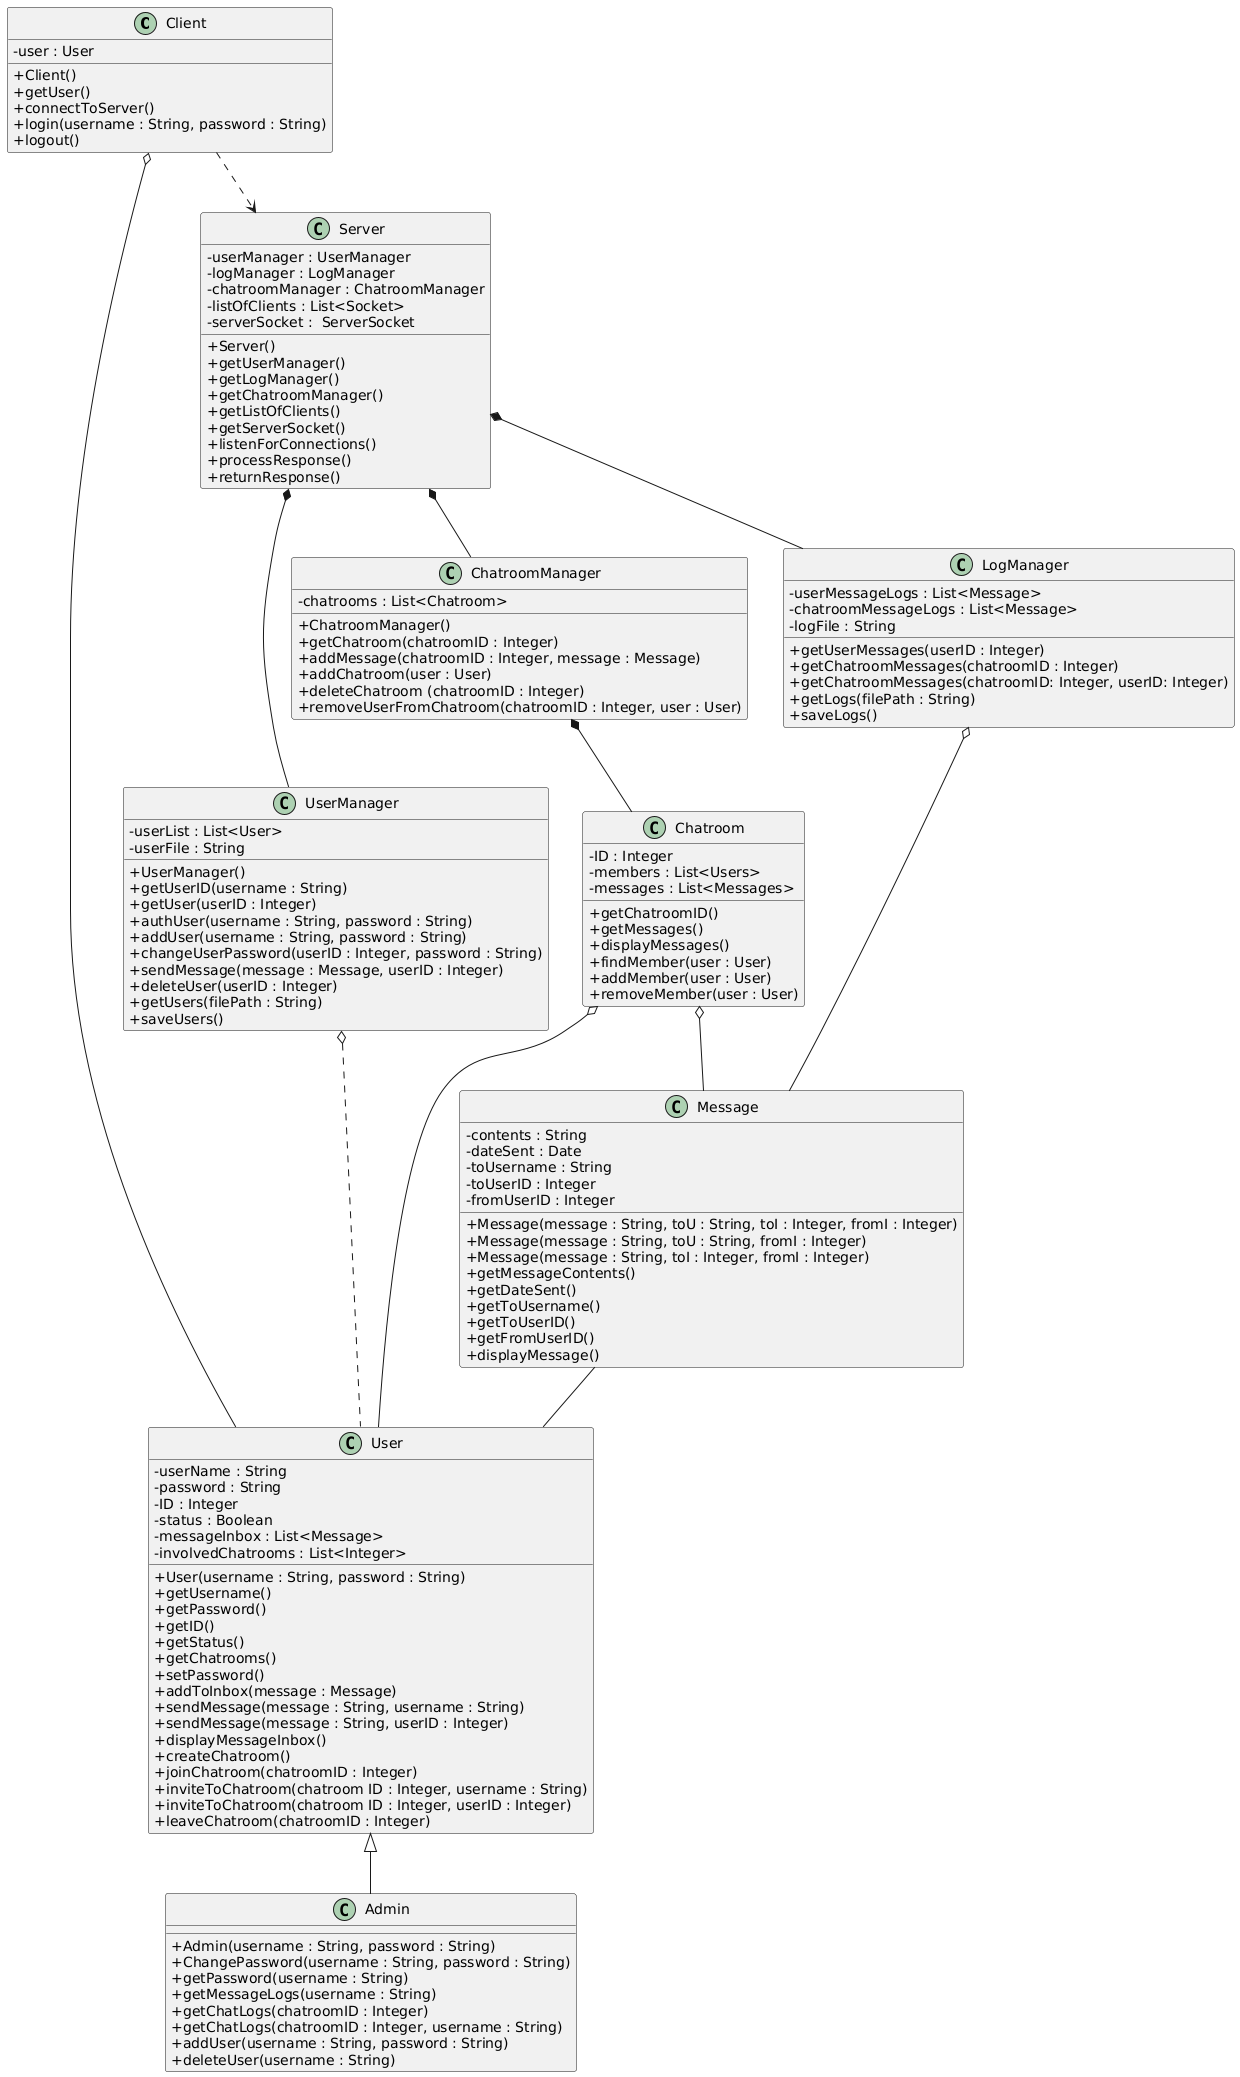 C Client
-user : User
+Client()
+getUser()
+connectToServer()
+login(username : String, password : String)
+logout()
C Server
-userManager : UserManager
-logManager : LogManager
-chatroomManager : ChatroomManager
-listOfClients : List<Socket>
-serverSocket :  ServerSocket
+Server()
+getUserManager()
+getLogManager()
+getChatroomManager()
+getListOfClients()
+getServerSocket()
+listenForConnections()
+processResponse()
+returnResponse()
C ChatroomManager
-chatrooms : List<Chatroom>
+ChatroomManager()
+getChatroom(chatroomID : Integer)
+addMessage(chatroomID : Integer, message : Message)
+addChatroom(user : User)
+deleteChatroom (chatroomID : Integer)
+removeUserFromChatroom(chatroomID : Integer, user : User)
C LogManager
-userMessageLogs : List<Message>
-chatroomMessageLogs : List<Message>
-logFile : String
+getUserMessages(userID : Integer)
+getChatroomMessages(chatroomID : Integer)
+getChatroomMessages(chatroomID: Integer, userID: Integer)
+getLogs(filePath : String)
+saveLogs()
C UserManager
-userList : List<User>
-userFile : String
+UserManager()
+getUserID(username : String)
+getUser(userID : Integer)
+authUser(username : String, password : String)
+addUser(username : String, password : String)
+changeUserPassword(userID : Integer, password : String)
+sendMessage(message : Message, userID : Integer)
+deleteUser(userID : Integer)
+getUsers(filePath : String)
+saveUsers()
C Chatroom
-ID : Integer
-members : List<Users>
-messages : List<Messages>
+getChatroomID()
+getMessages()
+displayMessages()
+findMember(user : User)
+addMember(user : User)
+removeMember(user : User)
C Message
-contents : String
-dateSent : Date
-toUsername : String
-toUserID : Integer
-fromUserID : Integer
+Message(message : String, toU : String, toI : Integer, fromI : Integer)
+Message(message : String, toU : String, fromI : Integer)
+Message(message : String, toI : Integer, fromI : Integer)
+getMessageContents()
+getDateSent()
+getToUsername()
+getToUserID()
+getFromUserID()
+displayMessage()
C User
-userName : String
-password : String
-ID : Integer
-status : Boolean
-messageInbox : List<Message>
-involvedChatrooms : List<Integer>
+User(username : String, password : String)
+getUsername()
+getPassword()
+getID()
+getStatus()
+getChatrooms()
+setPassword()
+addToInbox(message : Message)
+sendMessage(message : String, username : String)
+sendMessage(message : String, userID : Integer)
+displayMessageInbox()
+createChatroom()
+joinChatroom(chatroomID : Integer)
+inviteToChatroom(chatroom ID : Integer, username : String)
+inviteToChatroom(chatroom ID : Integer, userID : Integer)
+leaveChatroom(chatroomID : Integer)
C Admin
+Admin(username : String, password : String)
+ChangePassword(username : String, password : String)
+getPassword(username : String)
+getMessageLogs(username : String)
+getChatLogs(chatroomID : Integer)
+getChatLogs(chatroomID : Integer, username : String)
+addUser(username : String, password : String)
+deleteUser(username : String)